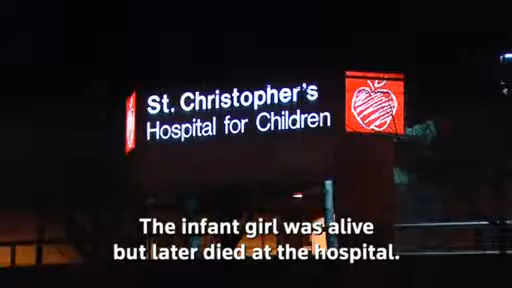 St. Christopher's
Hospital for Children
The infant girl was alive
but later died at the hospital.